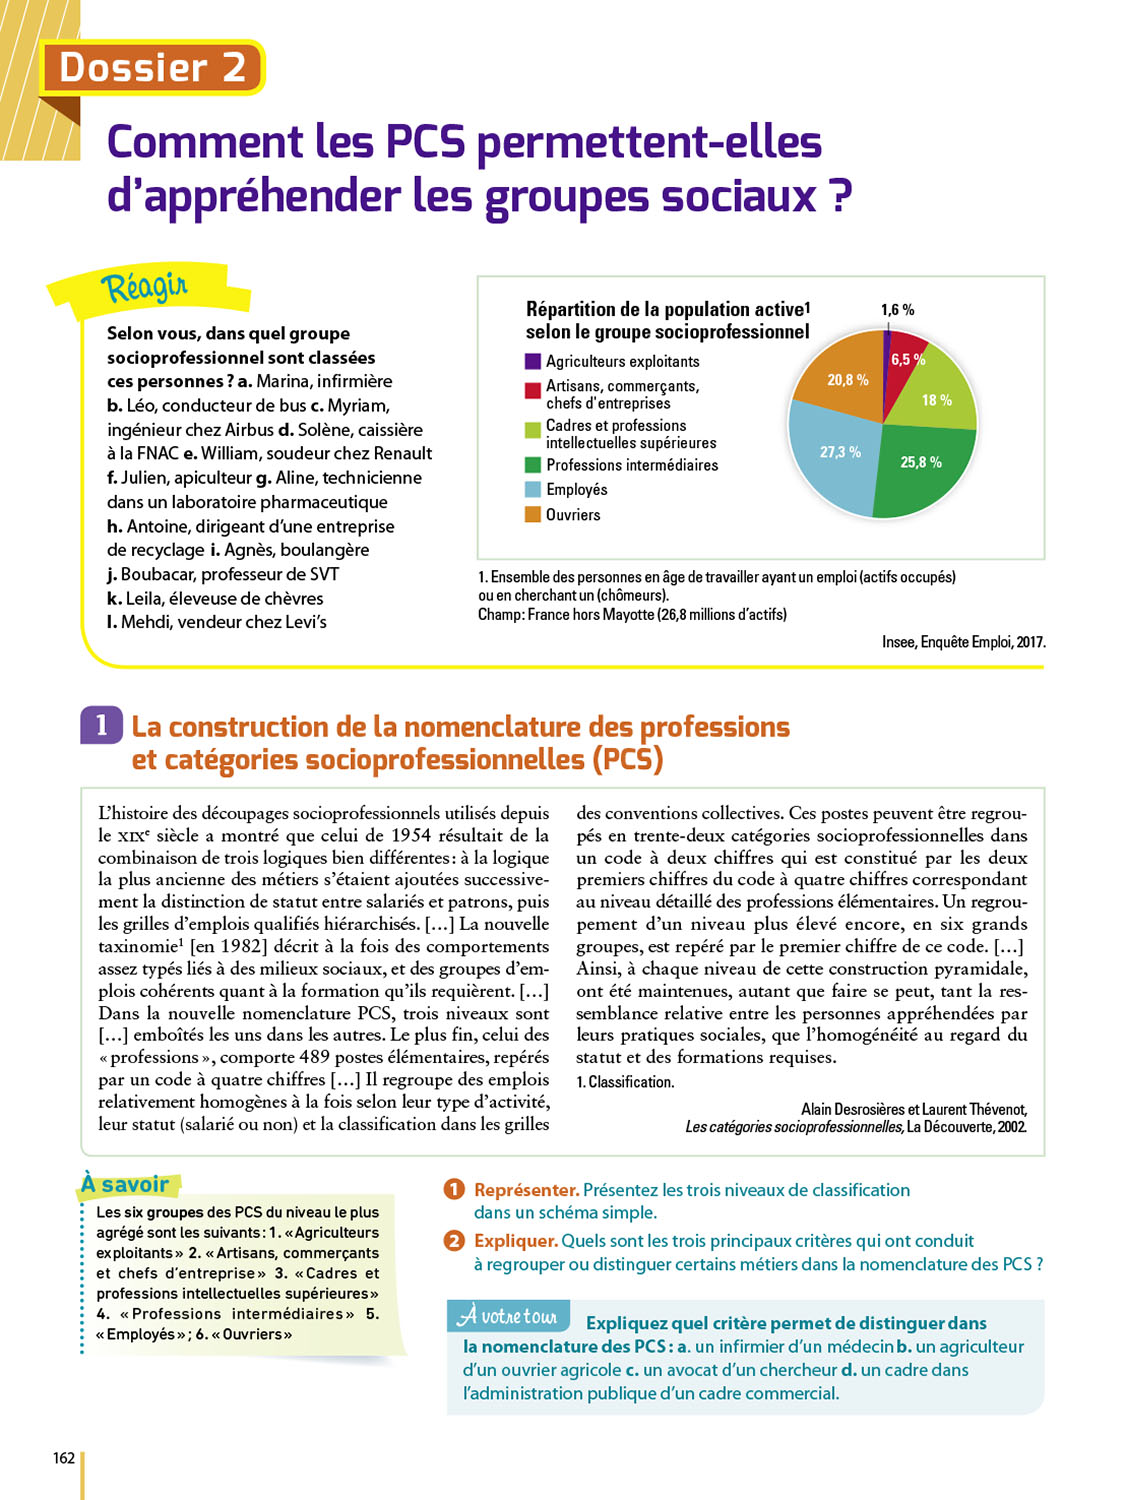 Dossier 2
Comment les PCS permettent-elles
d'appréhender les groupes sociaux ?
Réagir
Selon vous, dans quel groupe
socioprofessionnel sont classées
ces personnes ? a. Marina, infirmière
b. Léo, conducteur de bus c. Myriam,
ingénieur chez Airbus d. Solène, caissière
à la FNAC e. William, soudeur chez Renault
f. Julien, apiculteur g. Aline, technicienne
dans un laboratoire pharmaceutique
h. Antoine, dirigeant d'une entreprise
de recyclage i. Agnès, boulangère
j. Boubacar, professeur de SVT
k. Leila, éleveuse de chèvres
l. Mehdi, vendeur chez Levi's
Répartition de la population active1
selon le groupe socioprofessionnel
Agriculteurs exploitants
Artisans, commerçants,
chefs d'entreprises
Cadres et professions
intellectuelles supérieures
Professions intermédiaires
Employés
Ouvriers
1,6 %
6,5 %
18 %
25,8 %
27,3 %
20,8 %
1. Ensemble des personnes en âge de travailler ayant un emploi (actifs occupés)
ou en cherchant un (chômeurs).
Champ : France hors Mayotte (26,8 millions d'actifs)
Insee, Enquête Emploi, 2017.
1 La construction de la nomenclature des professions
et catégories socioprofessionnelles (PCS)
L'histoire des découpages socioprofessionnels utilisés depuis
le XIXe siècle a montré que celui de 1954 résultait de la
combinaison de trois logiques bien différentes : à la logique
la plus ancienne des métiers s'étaient ajoutées successive-
ment la distinction de statut entre salariés et patrons, puis
les grilles d'emplois qualifiés hiérarchisés. […] La nouvelle
taxinomie1 [en 1982] décrit à la fois des comportements
assez typés liés à des milieux sociaux, et des groupes d'em-
plois cohérents quant à la formation qu'ils requièrent. […]
Dans la nouvelle nomenclature PCS, trois niveaux sont
[…] emboîtés les uns dans les autres. Le plus fin, celui des
« professions », comporte 489 postes élémentaires, repérés
par un code à quatre chiffres […] Il regroupe des emplois
relativement homogènes à la fois selon leur type d'activité,
leur statut (salarié ou non) et la classification dans les grilles
des conventions collectives. Ces postes peuvent être regrou-
pés en trente-deux catégories socioprofessionnelles dans
un code à deux chiffres qui est constitué par les deux
premiers chiffres du code à quatre chiffres correspondant
au niveau détaillé des professions élémentaires. Un regrou-
pement d'un niveau plus élevé encore, en six grands
groupes, est repéré par le premier chiffre de ce code. […]
Ainsi, à chaque niveau de cette construction pyramidale,
ont été maintenues, autant que faire se peut, tant la res-
semblance relative entre les personnes appréhendées par
leurs pratiques sociales, que l'homogénéité au regard du
statut et des formations requises.
1. Classification.
Alain Desrosières et Laurent Thévenot,
Les catégories socioprofessionnelles, La Découverte, 2002.
À savoir
Les six groupes des PCS du niveau le plus
agrégé sont les suivants : 1. « Agriculteurs
exploitants » 2. « Artisans, commerçants
et chefs d'entreprise » 3. « Cadres et
professions intellectuelles supérieures »
4. « Professions intermédiaires » 5.
« Employés » ; 6. « Ouvriers »
1 Représenter. Présentez les trois niveaux de classification
dans un schéma simple.
2 Expliquer. Quels sont les trois principaux critères qui ont conduit
à regrouper ou distinguer certains métiers dans la nomenclature des PCS ?
À votre tour Expliquez quel critère permet de distinguer dans
la nomenclature des PCS : a. un infirmier d'un médecin b. un agriculteur
d'un ouvrier agricole c. un avocat d'un chercheur d. un cadre dans
l'administration publique d'un cadre commercial.
162